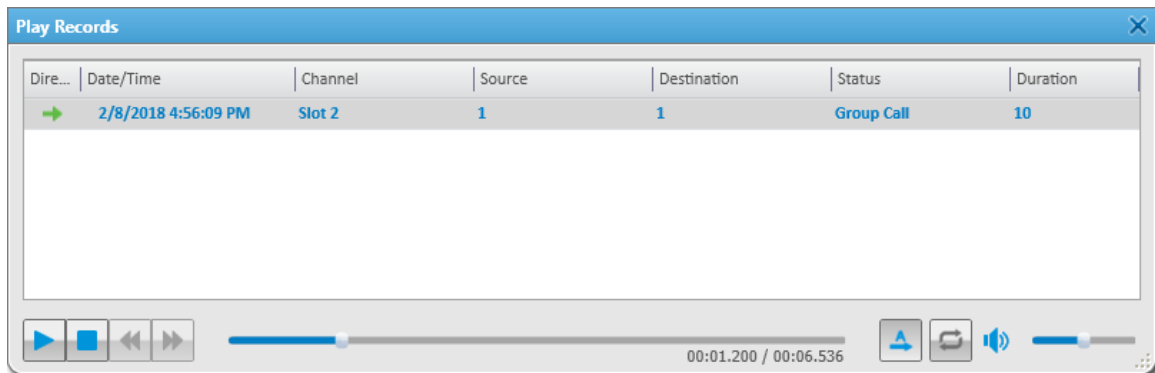 Play Records
Dire... Date/Time Channel Source Destination Status Duration
2/8/2018 4:56:09 PM Slot 2 1 1 Group Call 10
00:01.200 / 00:06.536